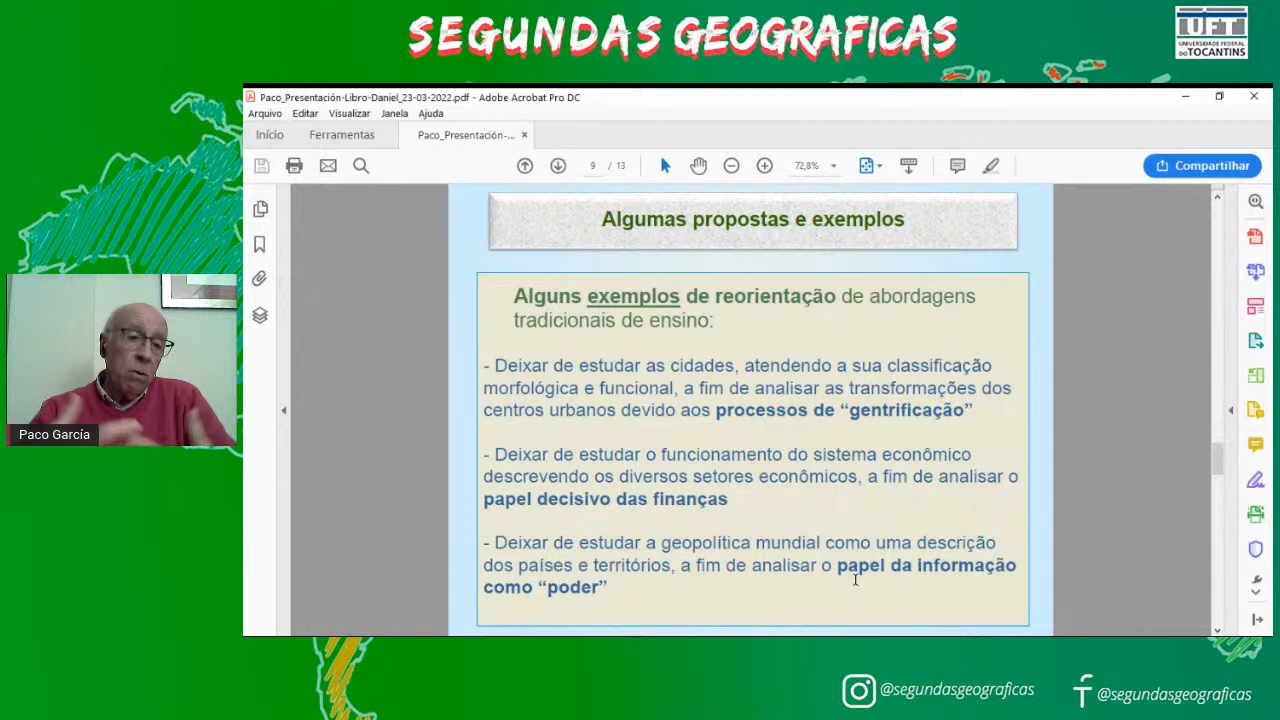 SEGUNDAS GEOGRAFICAS
UFT
UNIVERSIDADE FEDERAL
DO TOCANTINS
Paco_Presentación-Libro-Daniel_23-03-2022.pdf - Adobe Acrobat Pro DC
Arquivo Editar Visualizar Janela Ajuda
Início Ferramentas Paco_Presentación-... ×
9 / 13 72,8% Compartilhar
Algumas propostas e exemplos
Alguns exemplos de reorientação de abordagens
tradicionais de ensino:
- Deixar de estudar as cidades, atendendo a sua classificação
morfológica e funcional, a fim de analisar as transformações dos
centros urbanos devido aos processos de “gentrificação”
- Deixar de estudar o funcionamento do sistema econômico
descrevendo os diversos setores econômicos, a fim de analisar o
papel decisivo das finanças
- Deixar de estudar a geopolítica mundial como uma descrição
dos países e territórios, a fim de analisar o papel da informação
como “poder”
Paco García
@segundasgeograficas
@segundasgeograficas